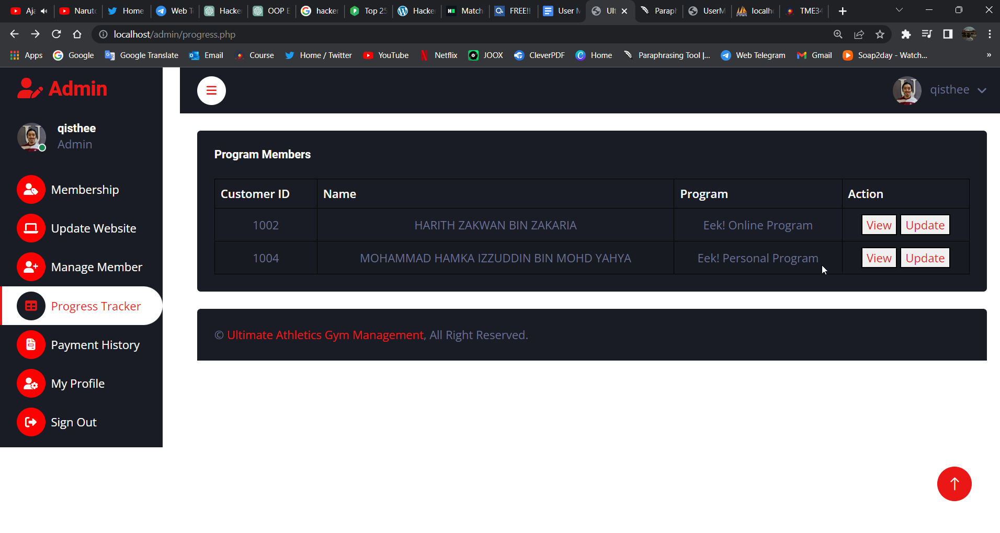 Aja Naruto Home Web T Hacke OOP E hacker Top 25 Hacke Match FREE!! User M Ult Paraph UserM localho TME34
localhost/admin/progress.php
Apps Google Google Translate Email Course Home / Twitter YouTube Netflix JOOX CleverPDF Home Paraphrasing Tool |... Web Telegram Gmail Soap2day - Watch... »
Admin
qisthee
qisthee
Admin
Membership
Update Website
Manage Member
Progress Tracker
Payment History
My Profile
Sign Out
Program Members
Customer ID Name Program Action
1002 HARITH ZAKWAN BIN ZAKARIA Eek! Online Program View Update
1004 MOHAMMAD HAMKA IZZUDDIN BIN MOHD YAHYA Eek! Personal Program View Update
© Ultimate Athletics Gym Management, All Right Reserved.